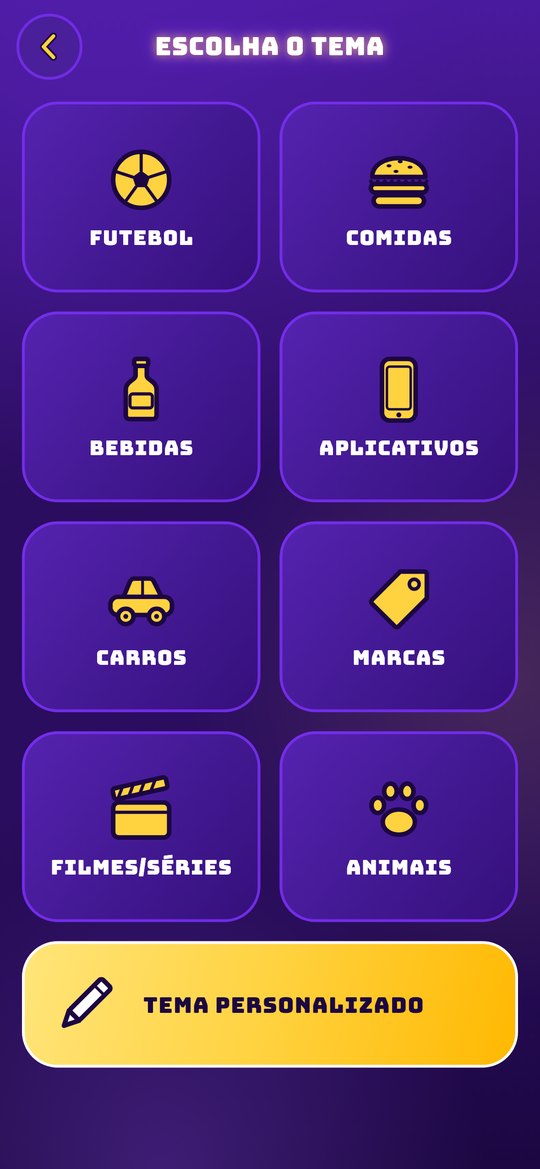 ESCOLHA O TEMA
FUTEBOL
COMIDAS
BEBIDAS
APLICATIVOS
CARROS
MARCAS
FILMES/SÉRIES
ANIMAIS
TEMA PERSONALIZADO